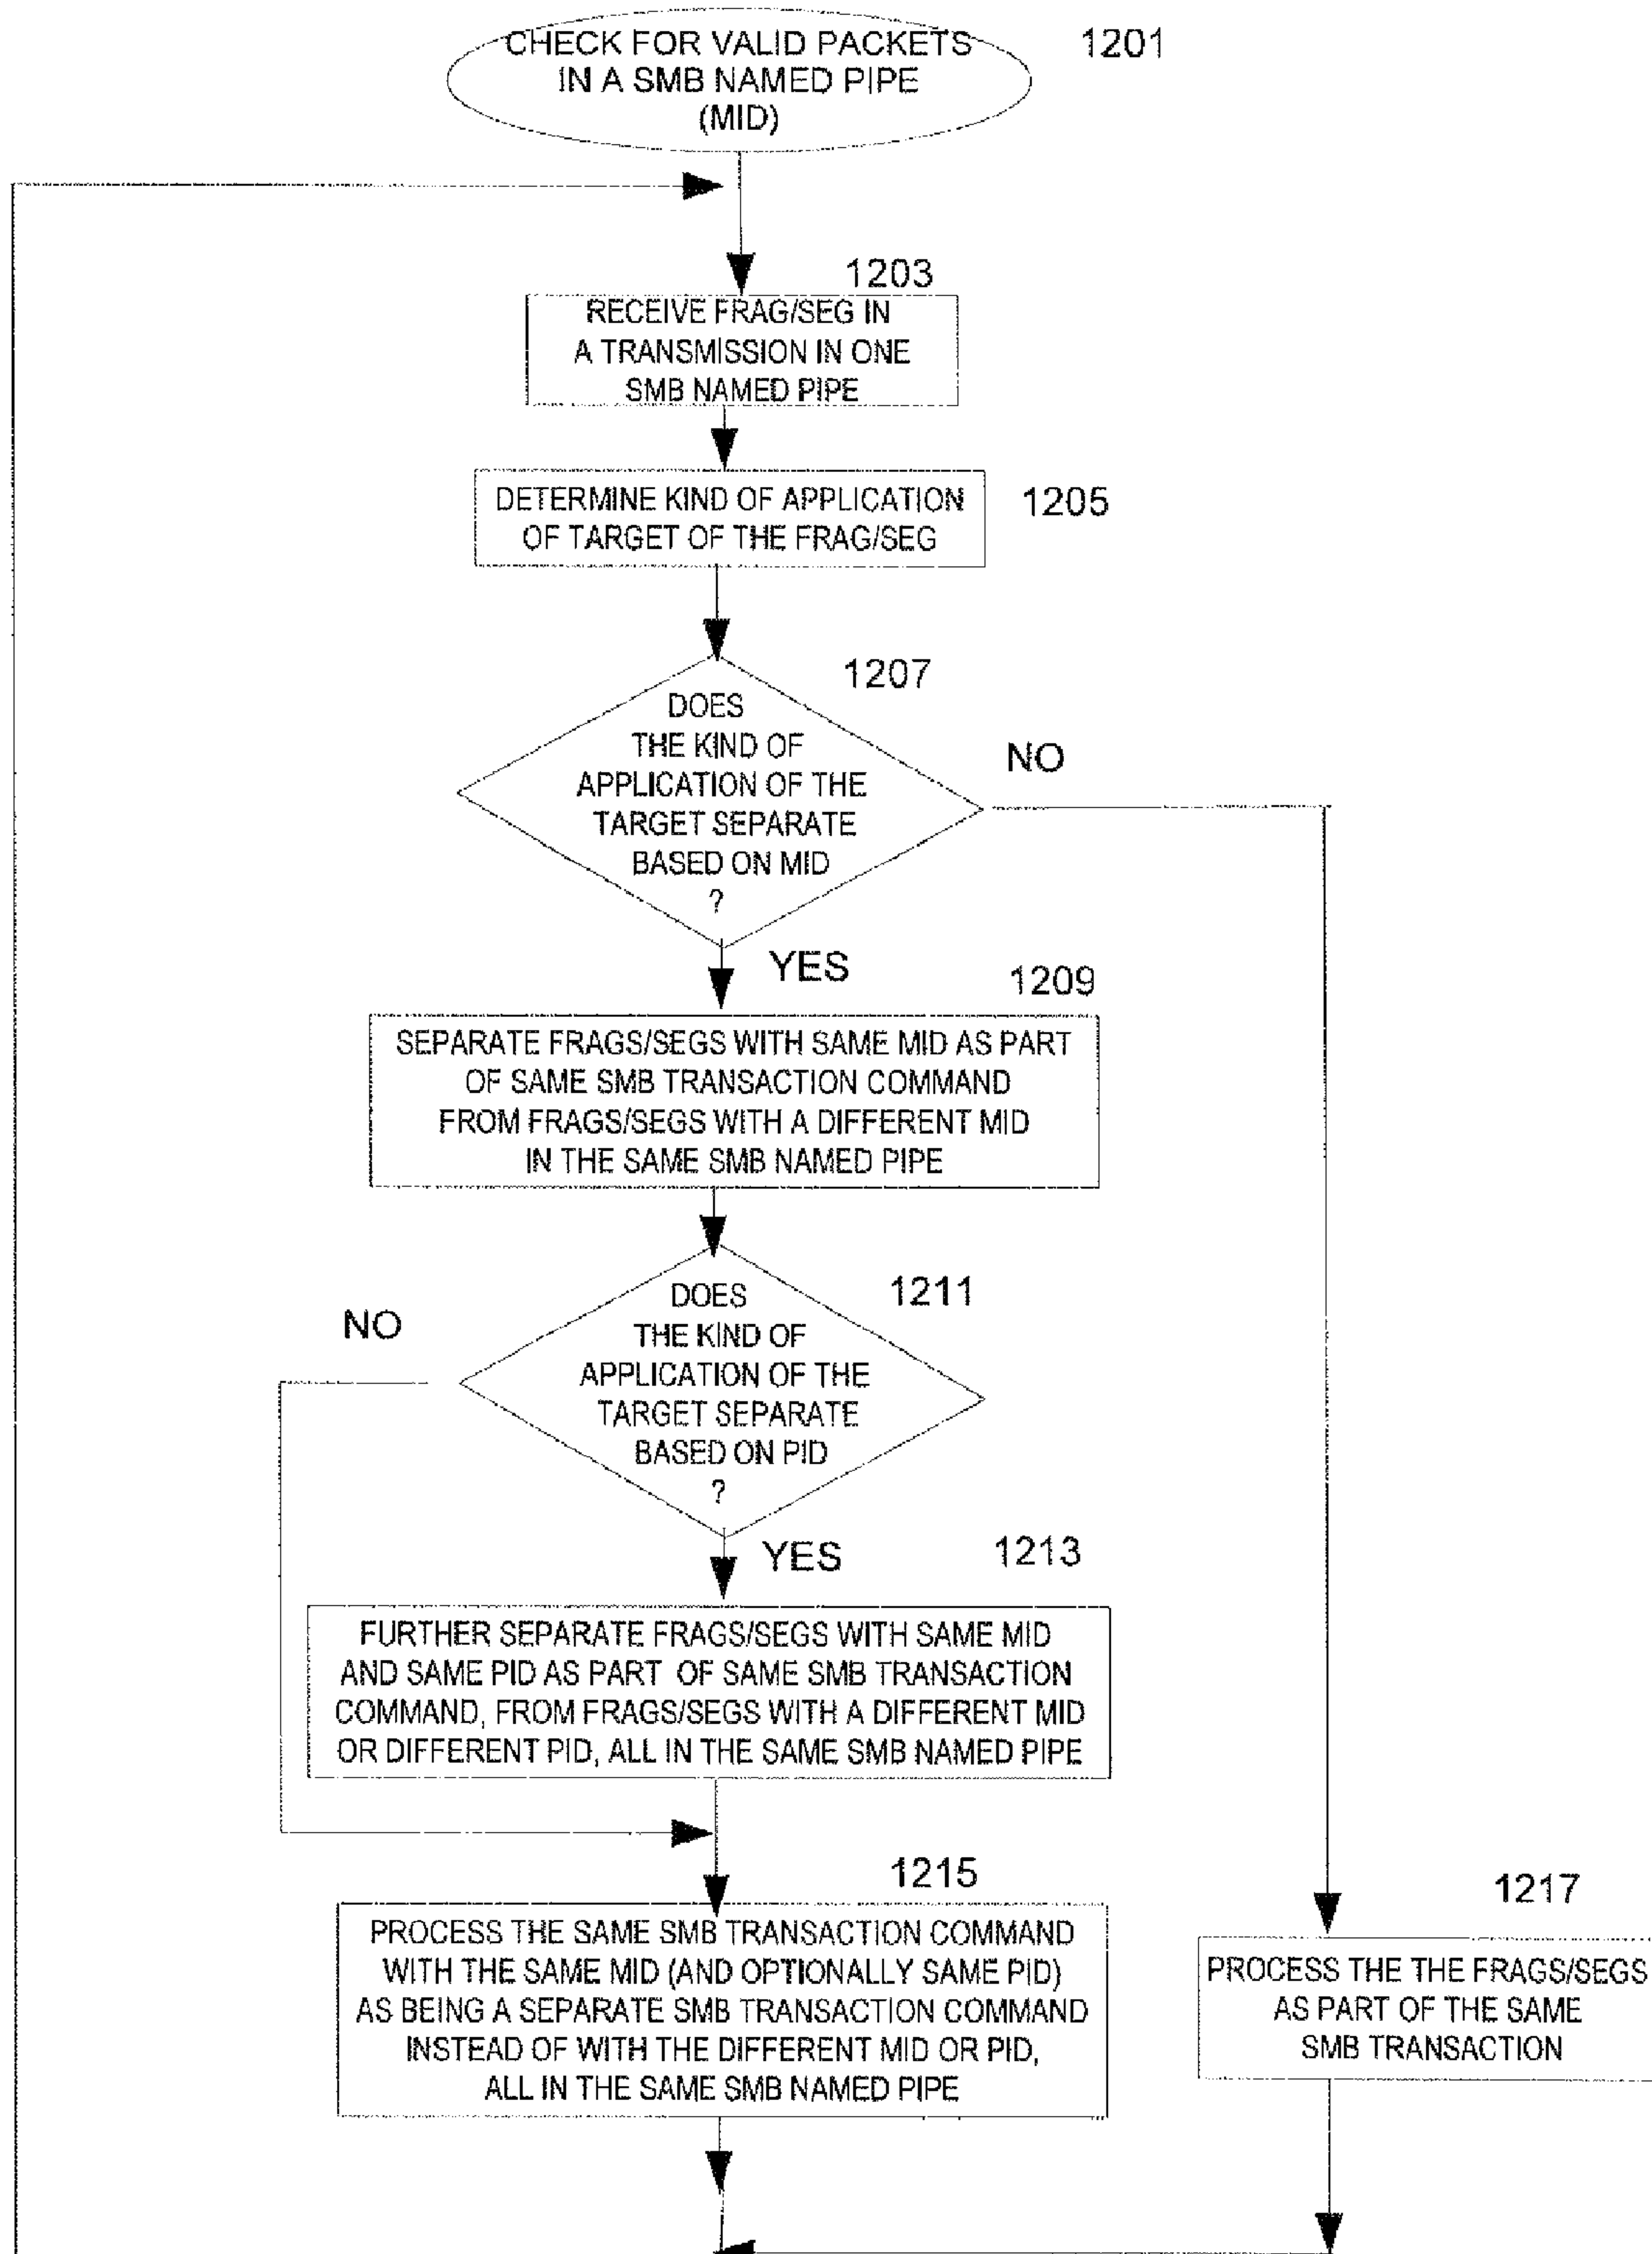 CHECK FOR VALID PACKETS
IN A SMB NAMED PIPE
(MID)
1201
1203
RECEIVE FRAG/SEG IN
A TRANSMISSION IN ONE
SMB NAMED PIPE
DETERMINE KIND OF APPLICATION
OF TARGET OF THE FRAG/SEG
1205
1207
DOES
THE KIND OF
APPLICATION OF THE
TARGET SEPARATE
BASED ON MID
?
NO
YES
1209
SEPARATE FRAGS/SEGS WITH SAME MID AS PART
OF SAME SMB TRANSACTION COMMAND
FROM FRAGS/SEGS WITH A DIFFERENT MID
IN THE SAME SMB NAMED PIPE
1211
DOES
THE KIND OF
APPLICATION OF THE
TARGET SEPARATE
BASED ON PID
?
NO
YES
1213
FURTHER SEPARATE FRAGS/SEGS WITH SAME MID
AND SAME PID AS PART OF SAME SMB TRANSACTION
COMMAND, FROM FRAGS/SEGS WITH A DIFFERENT MID
OR DIFFERENT PID, ALL IN THE SAME SMB NAMED PIPE
1215
PROCESS THE SAME SMB TRANSACTION COMMAND
WITH THE SAME MID (AND OPTIONALLY SAME PID)
AS BEING A SEPARATE SMB TRANSACTION COMMAND
INSTEAD OF WITH THE DIFFERENT MID OR PID,
ALL IN THE SAME SMB NAMED PIPE
1217
PROCESS THE THE FRAGS/SEGS
AS PART OF THE SAME
SMB TRANSACTION